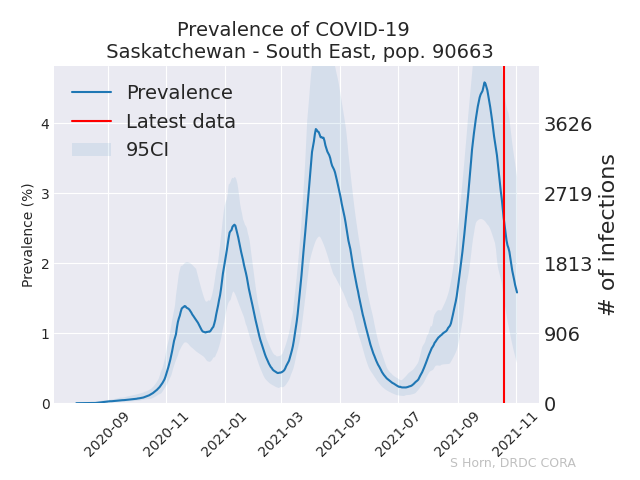 Prevalence of COVID-19
Saskatchewan - South East, pop. 90663
Prevalence
Latest data
95CI
Prevalence (%)
4
3
2
1
0
3626
2719
1813
906
0
# of infections
2020-09
2020-11
2021-01
2021-03
2021-05
2021-07
2021-09
2021-11
S Horn, DRDC CORA